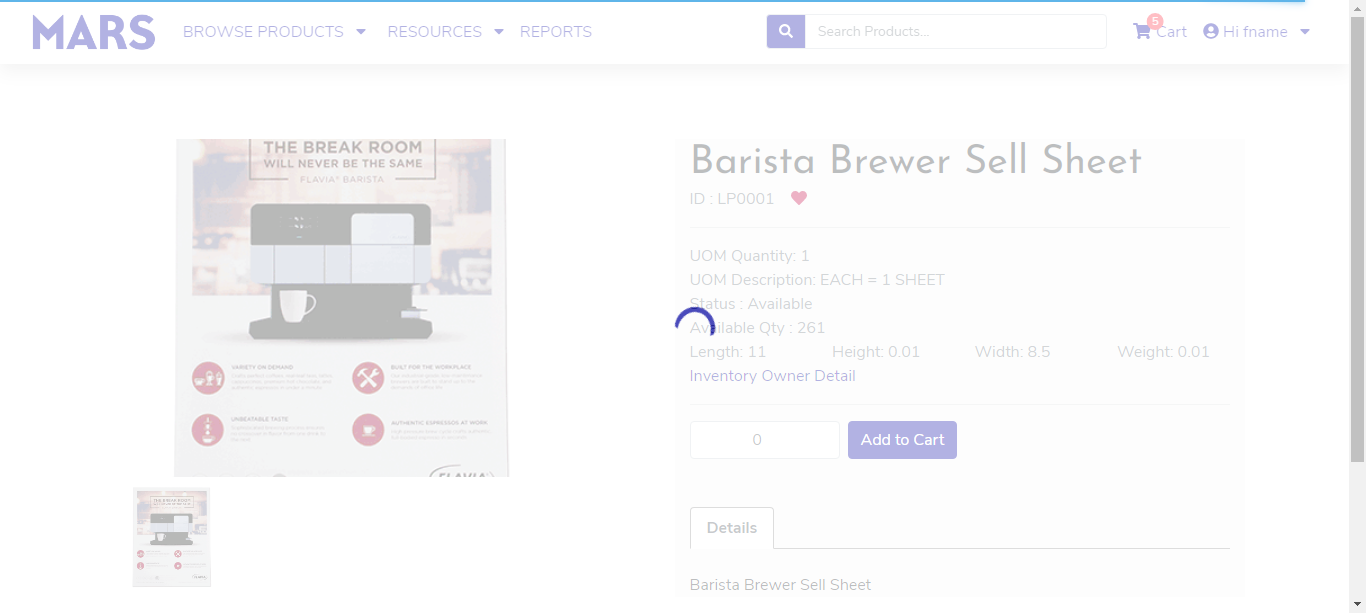 MARS BROWSE PRODUCTS RESOURCES REPORTS Search Products... 5 Cart Hi fname
THE BREAK ROOM
WILL NEVER BE THE SAME
FLAVIA® BARISTA
VARIETY ON DEMAND
BUILT FOR THE WORKPLACE
UNBEATABLE TASTE
AUTHENTIC ESPRESSOS AT WORK
FLAVIA
Barista Brewer Sell Sheet
ID : LP0001
UOM Quantity: 1
UOM Description: EACH = 1 SHEET
Status : Available
Available Qty : 261
Length: 11 Height: 0.01 Width: 8.5 Weight: 0.01
Inventory Owner Detail
0 Add to Cart
Details
Barista Brewer Sell Sheet